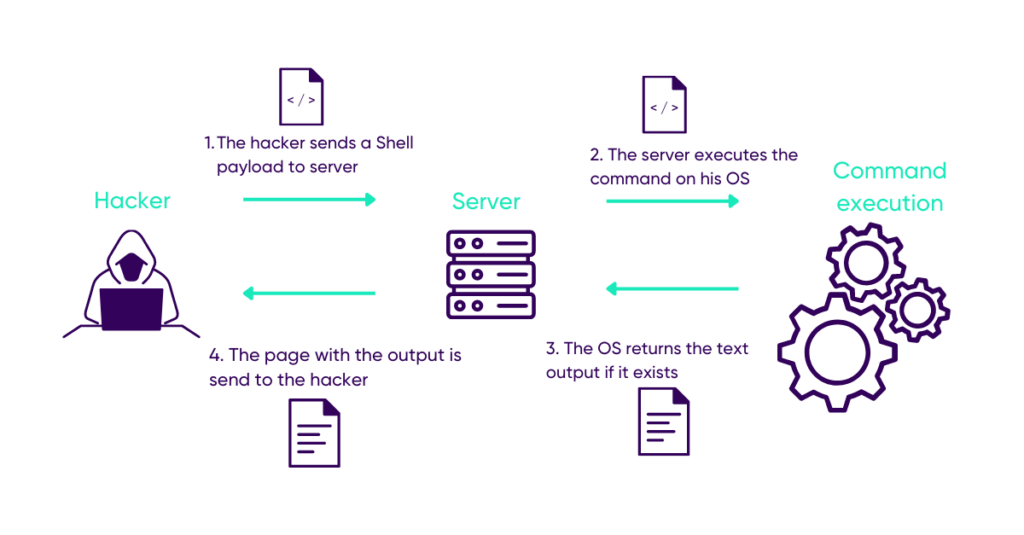 </>
</>
1.The hacker sends a Shell
payload to server
2. The server executes the
command on his OS
Hacker
Server
Command
execution
4. The page with the output is
send to the hacker
3. The OS returns the text
output if it exists